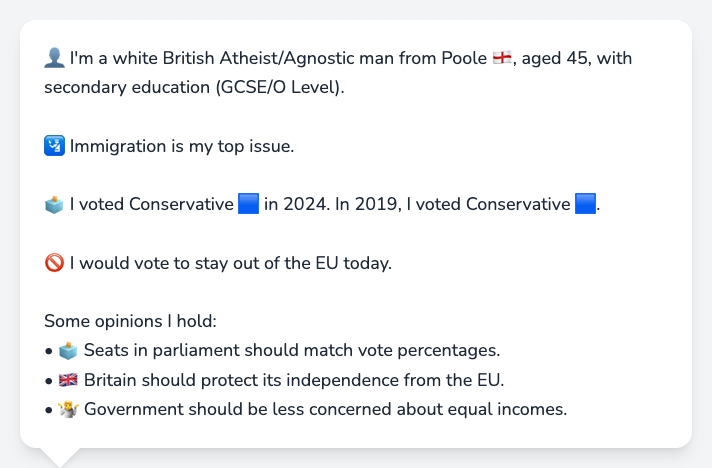 👤 I'm a white British Atheist/Agnostic man from Poole 🏴󠁧󠁢󠁥󠁮󠁧󠁿, aged 45, with
secondary education (GCSE/O Level).
🛂 Immigration is my top issue.
🗳️ I voted Conservative 🟦 in 2024. In 2019, I voted Conservative 🟦.
🚫 I would vote to stay out of the EU today.
Some opinions I hold:
• 🗳️ Seats in parliament should match vote percentages.
• 🇬🇧 Britain should protect its independence from the EU.
• 🤷 Government should be less concerned about equal incomes.